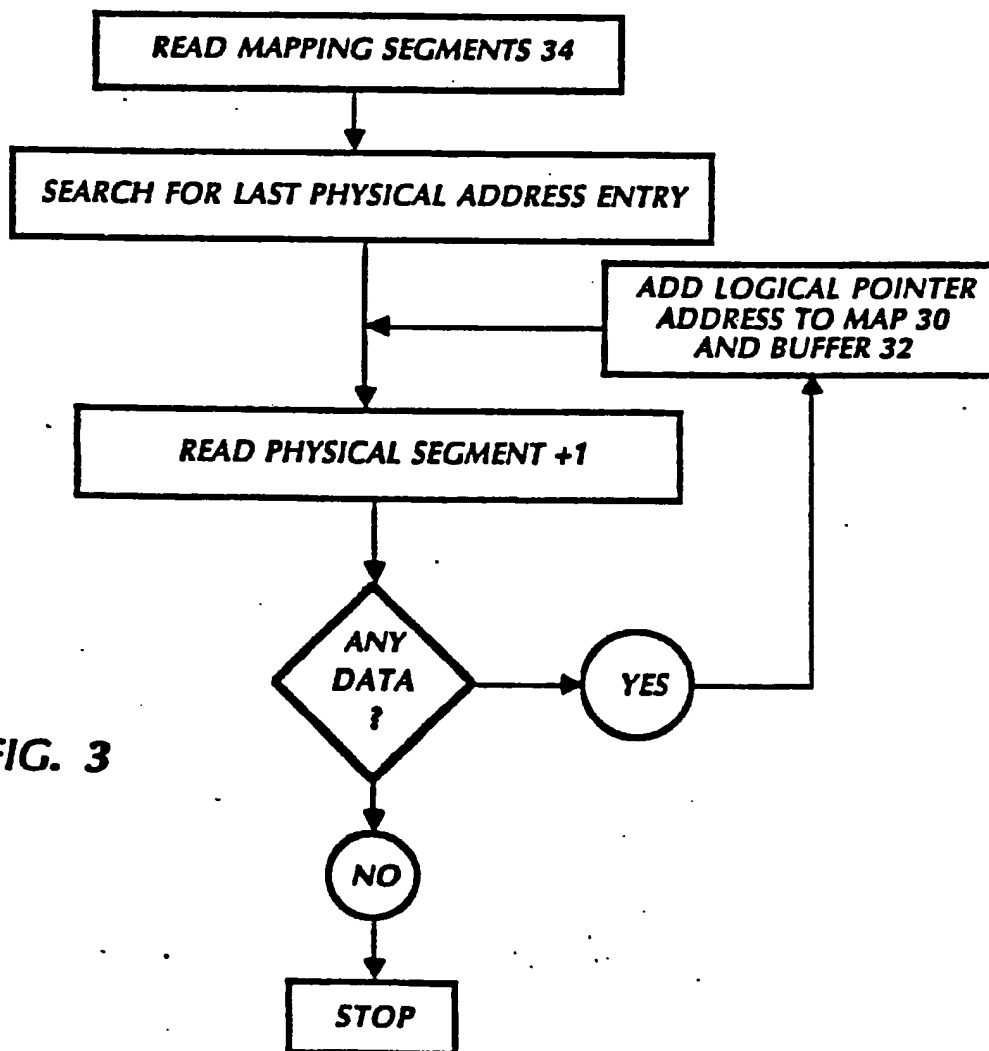 READ MAPPING SEGMENTS 34
SEARCH FOR LAST PHYSICAL ADDRESS ENTRY
ADD LOGICAL POINTER
ADDRESS TO MAP 30
AND BUFFER 32
READ PHYSICAL SEGMENT +1
ANY
DATA
?
YES
FIG. 3
NO
STOP